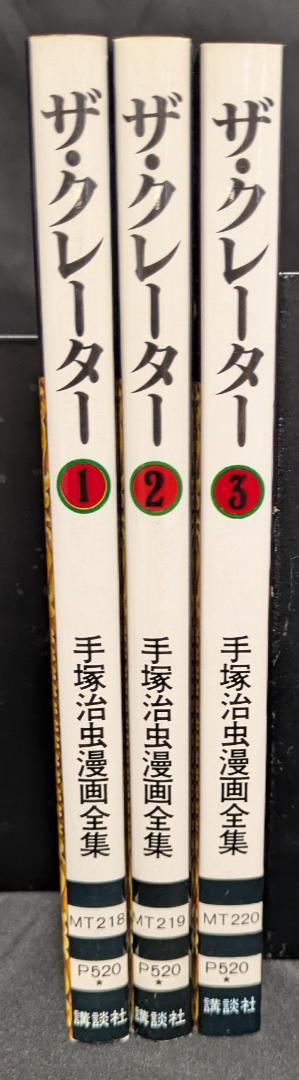 ザ・クレーター
1
手塚治虫漫画全集
MT218
P520
*
講談社
ザ・クレーター
2
手塚治虫漫画全集
MT219
P520
*
講談社
ザ・クレーター
3
手塚治虫漫画全集
MT220
P520
*
講談社